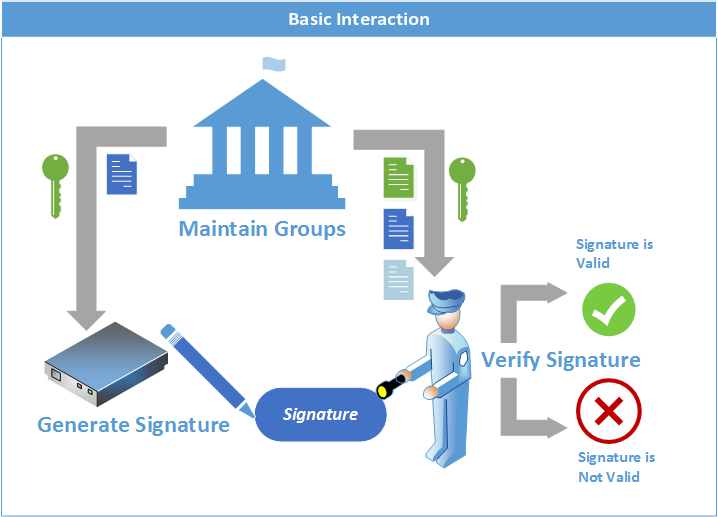 Basic Interaction
Maintain Groups
Signature is
Valid
Verify Signature
Generate Signature
Signature
Signature is
Not Valid